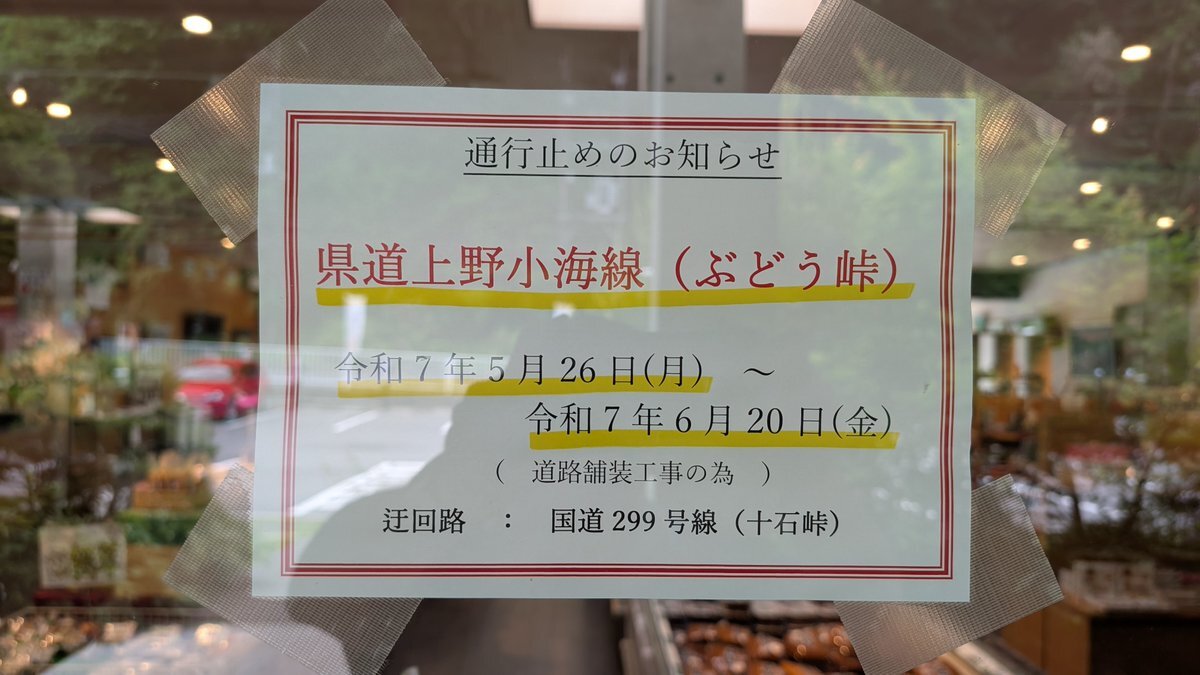 通行止めのお知らせ
県道上野小海線（ぶどう峠）
令和7年5月26日(月) ～
令和7年6月20日(金)
（ 道路舗装工事の為 ）
迂回路 ： 国道299号線（十石峠）